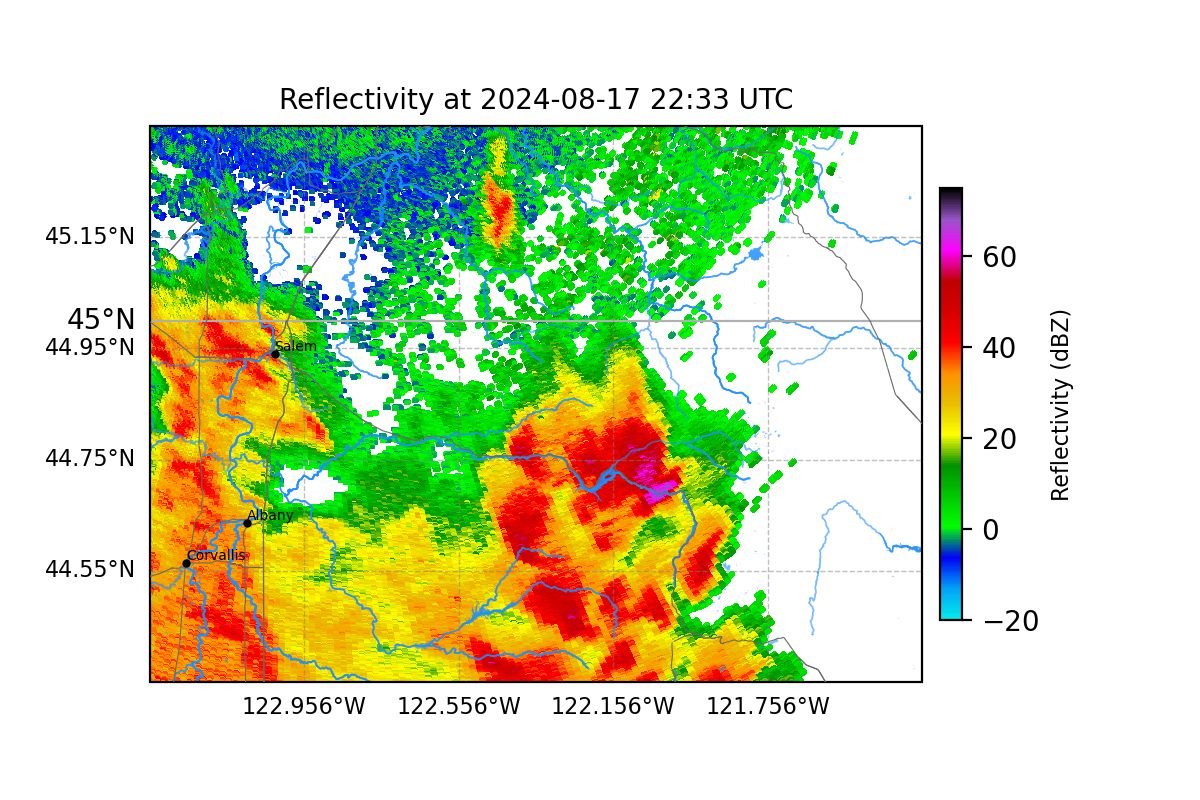 Reflectivity at 2024-08-17 22:33 UTC
45.15°N
45°N
44.95°N
44.75°N
44.55°N
Salem
Albany
Corvallis
122.956°W
122.556°W
122.156°W
121.756°W
60
40
20
0
−20
Reflectivity (dBZ)